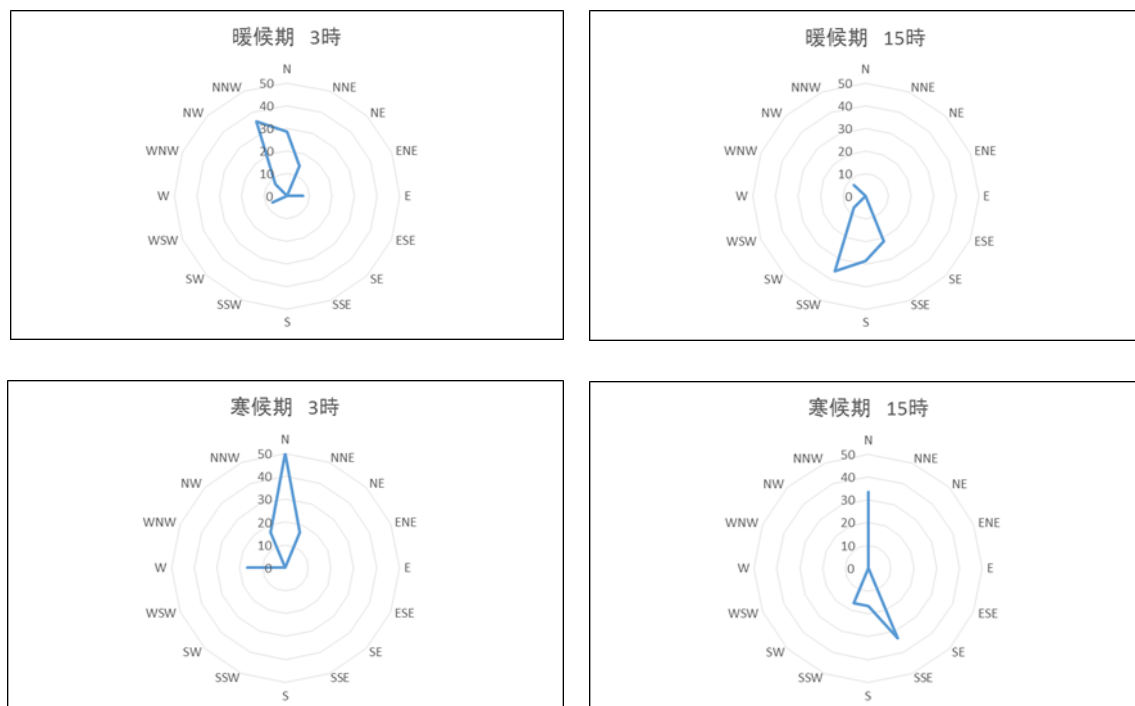 暖候期 3時
N
NNW NNE
NW NE
WNW ENE
W E
WSW ESE
SW SE
SSW SSE
S
50
40
30
20
10
0
暖候期 15時
N
NNW NNE
NW NE
WNW ENE
W E
WSW ESE
SW SE
SSW SSE
S
50
40
30
20
10
0
寒候期 3時
N
NNW NNE
NW NE
WNW ENE
W E
WSW ESE
SW SE
SSW SSE
S
50
40
30
20
10
0
寒候期 15時
N
NNW NNE
NW NE
WNW ENE
W E
WSW ESE
SW SE
SSW SSE
S
50
40
30
20
10
0